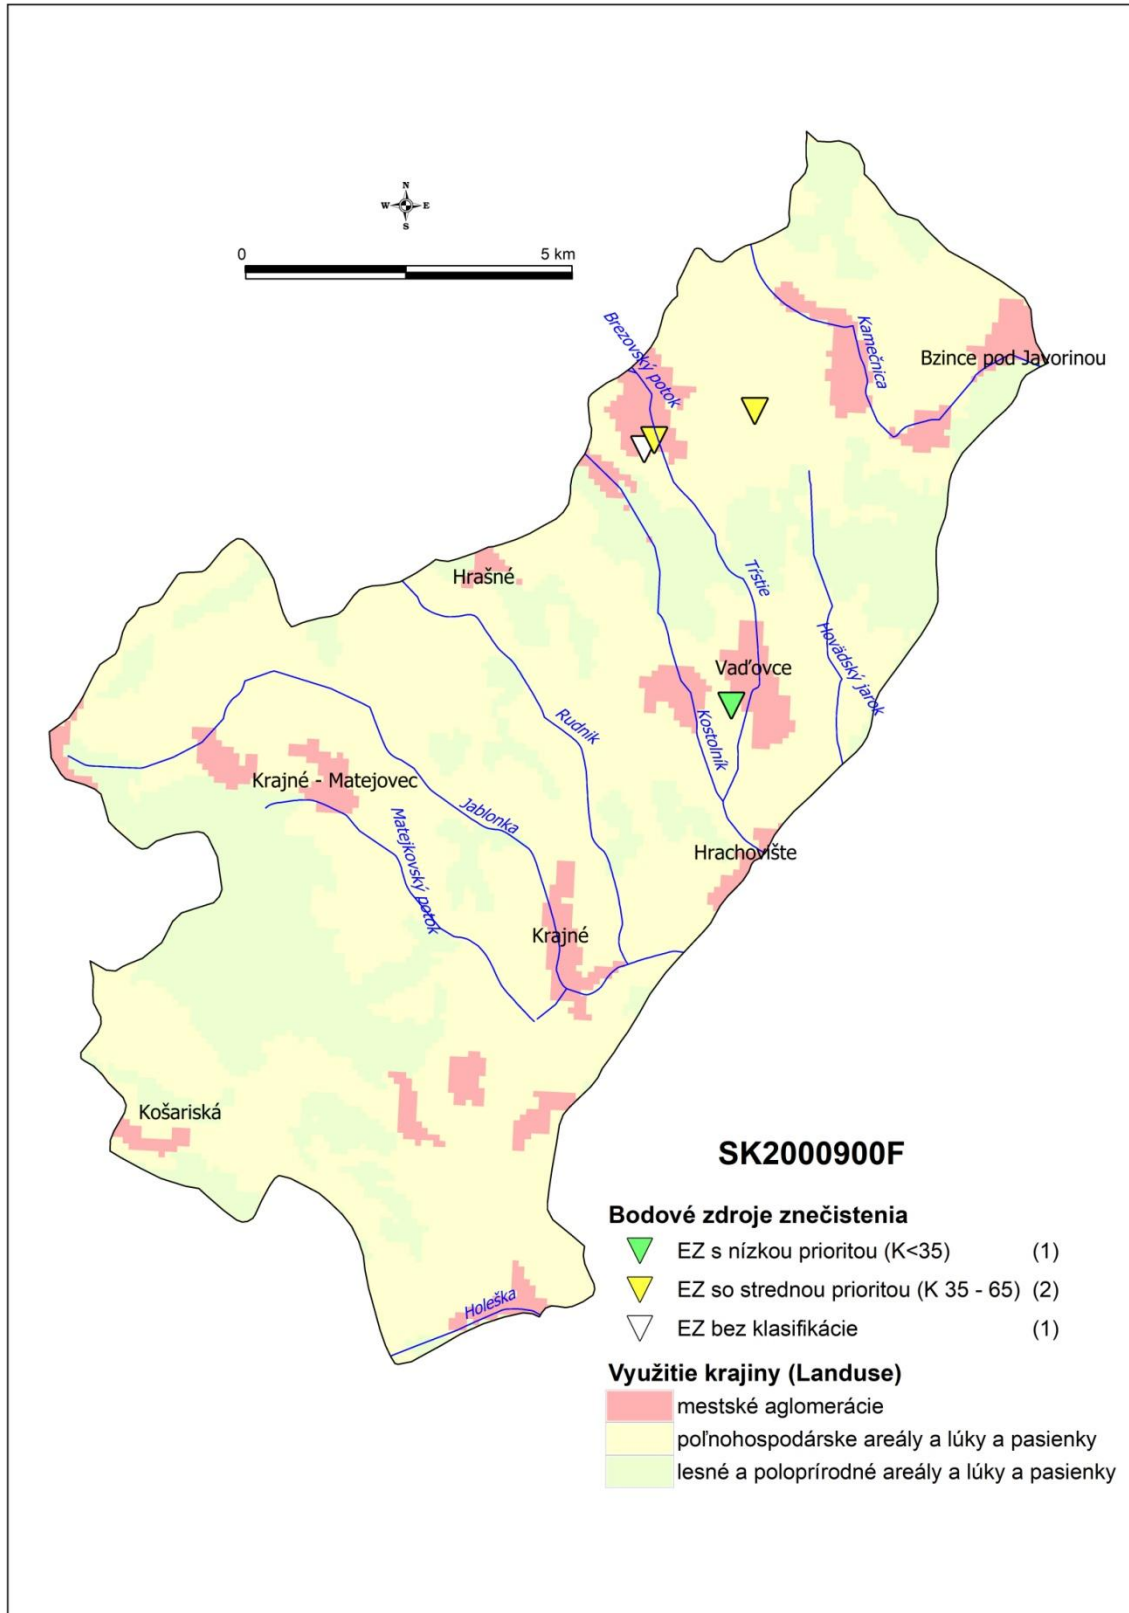 N
W E
S
0 5 km
Brezovský potok
Kamečnica
Bzince pod Javorinou
Hrašné
Tŕstie
Vaďovce
Hovädský jarok
Kostolník
Rudník
Krajné - Matejovec
Jablonka
Matejkovský potok
Hrachovište
Krajné
Košariská
Holeška
SK2000900F
Bodové zdroje znečistenia
EZ s nízkou prioritou (K<35) (1)
EZ so strednou prioritou (K 35 - 65) (2)
EZ bez klasifikácie (1)
Využitie krajiny (Landuse)
mestské aglomerácie
poľnohospodárske areály a lúky a pasienky
lesné a poloprírodné areály a lúky a pasienky